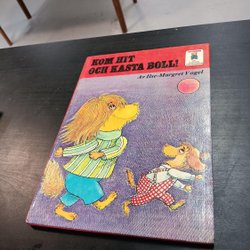 KOM HIT
OCH KASTA BOLL!
Av Ilse-Margret Vogel